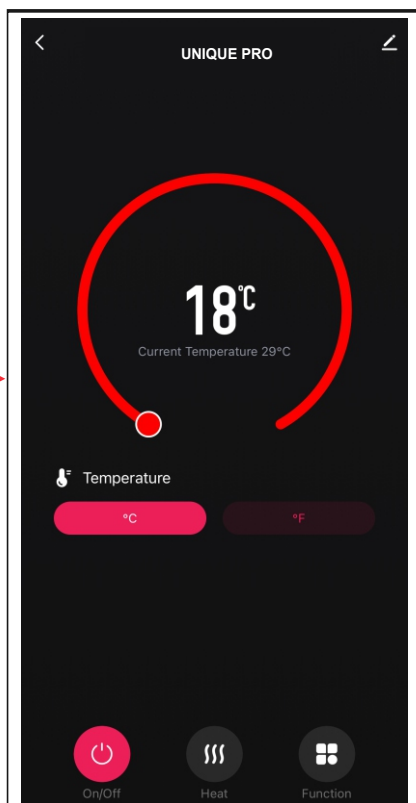 UNIQUE PRO
18°C
Current Temperature 29°C
Temperature
°C °F
On/Off Heat Function